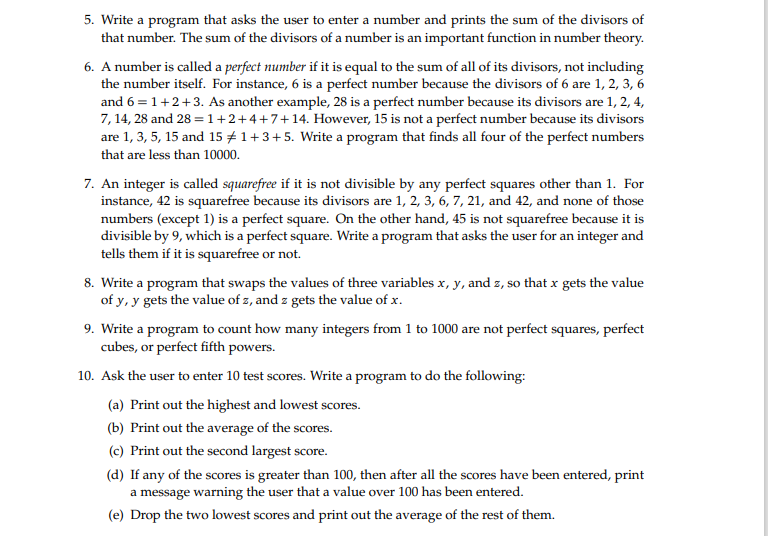 5. Write a program that asks the user to enter a number and prints the sum of the divisors of
that number. The sum of the divisors of a number is an important function in number theory.
6. A number is called a perfect number if it is equal to the sum of all of its divisors, not including
the number itself. For instance, 6 is a perfect number because the divisors of 6 are 1, 2, 3, 6
and 6 = 1 + 2 + 3. As another example, 28 is a perfect number because its divisors are 1, 2, 4,
7, 14, 28 and 28 = 1 + 2 + 4 + 7 + 14. However, 15 is not a perfect number because its divisors
are 1, 3, 5, 15 and 15 ≠ 1 + 3 + 5. Write a program that finds all four of the perfect numbers
that are less than 10000.
7. An integer is called squarefree if it is not divisible by any perfect squares other than 1. For
instance, 42 is squarefree because its divisors are 1, 2, 3, 6, 7, 21, and 42, and none of those
numbers (except 1) is a perfect square. On the other hand, 45 is not squarefree because it is
divisible by 9, which is a perfect square. Write a program that asks the user for an integer and
tells them if it is squarefree or not.
8. Write a program that swaps the values of three variables x, y, and z, so that x gets the value
of y, y gets the value of z, and z gets the value of x.
9. Write a program to count how many integers from 1 to 1000 are not perfect squares, perfect
cubes, or perfect fifth powers.
10. Ask the user to enter 10 test scores. Write a program to do the following:
(a) Print out the highest and lowest scores.
(b) Print out the average of the scores.
(c) Print out the second largest score.
(d) If any of the scores is greater than 100, then after all the scores have been entered, print
a message warning the user that a value over 100 has been entered.
(e) Drop the two lowest scores and print out the average of the rest of them.